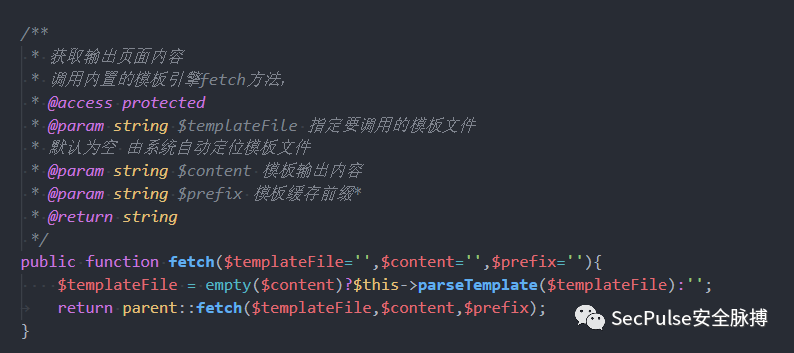 /**
* 获取输出页面内容
* 调用内置的模板引擎fetch方法,
* @access protected
* @param string $templateFile 指定要调用的模板文件
* 默认为空 由系统自动定位模板文件
* @param string $content 模板输出内容
* @param string $prefix 模板缓存前缀*
* @return string
*/
public function fetch($templateFile='',$content='',$prefix=''){
$templateFile = empty($content)?$this->parseTemplate($templateFile):'';
return parent::fetch($templateFile,$content,$prefix);
}
SecPulse安全脉搏